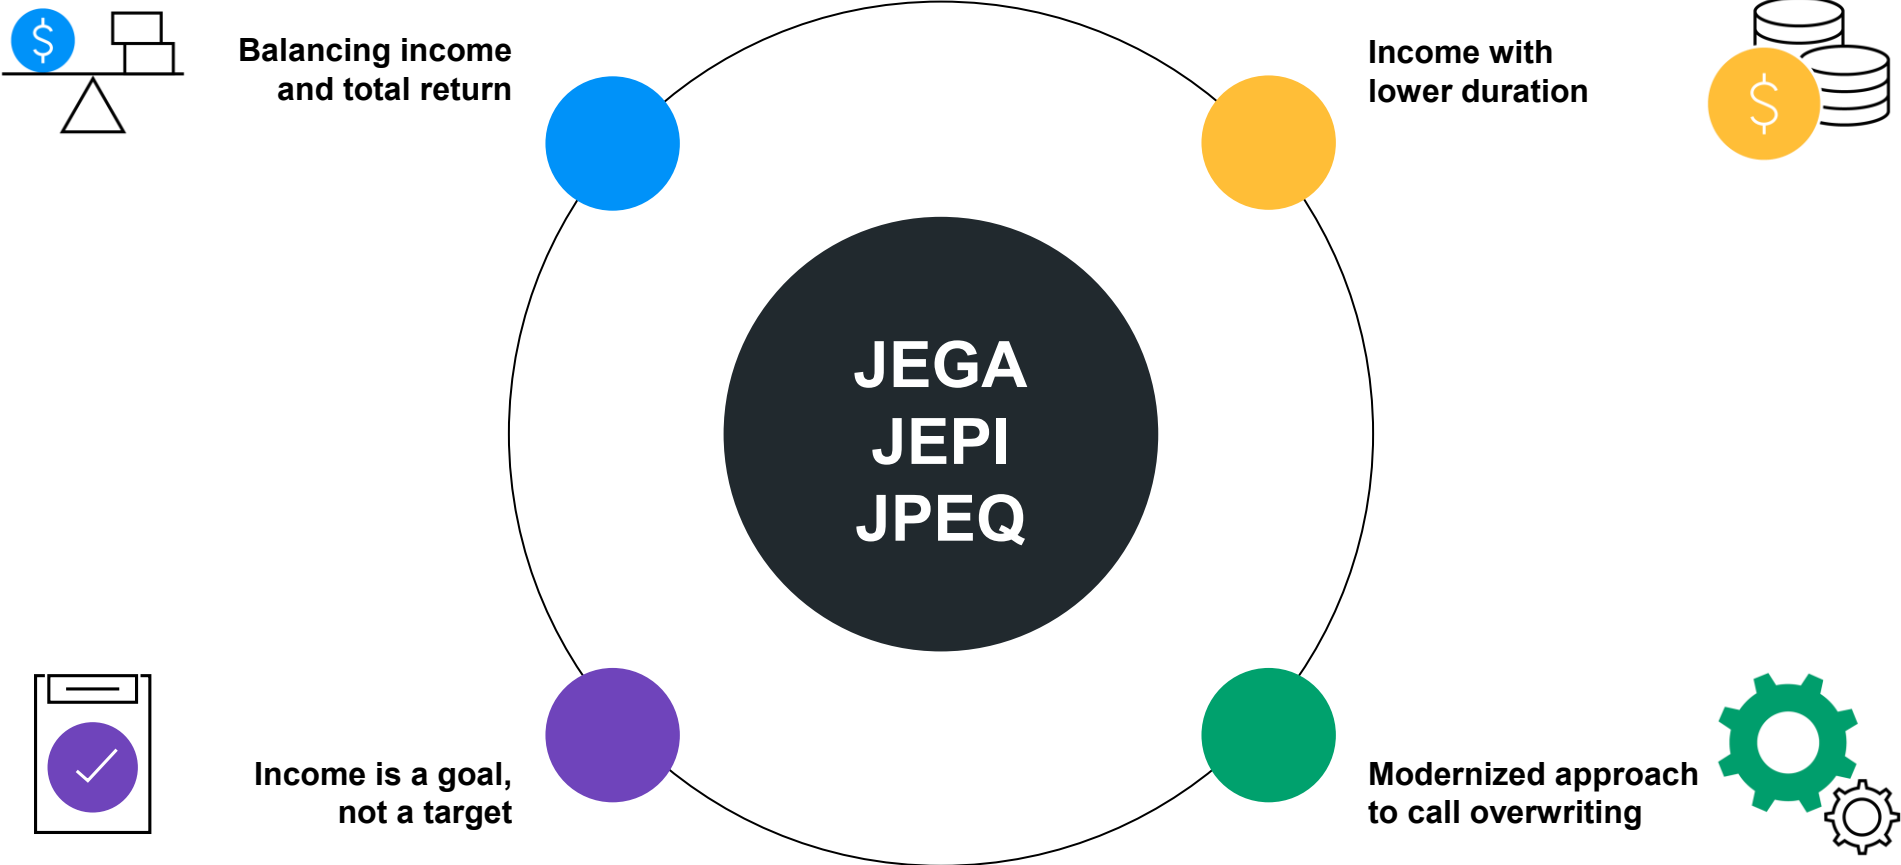 $
Balancing income
and total return
Income with
lower duration
$
JEGA
JEPI
JPEQ
Income is a goal,
not a target
Modernized approach
to call overwriting